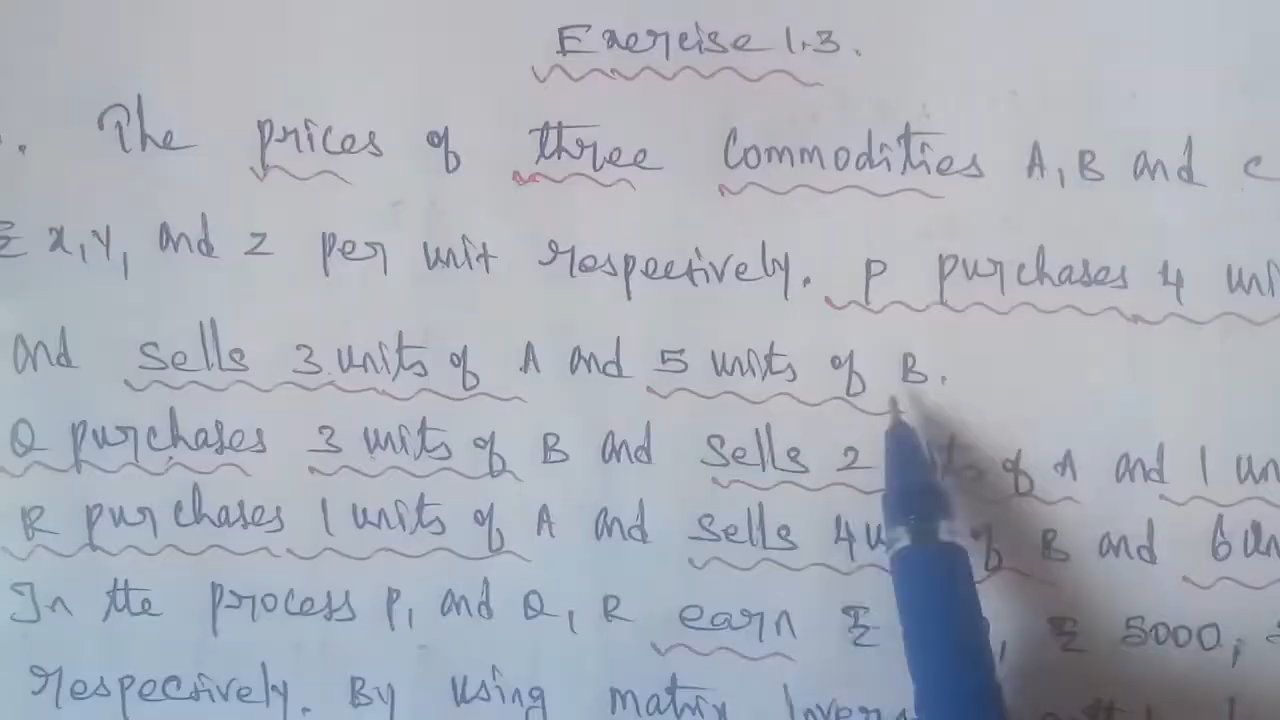 Exercise 1.3.
. The prices of three Commodities A, B and C
₹ x, y, and z per unit respectively. P purchases 4
and sells 3 units of A and 5 units of B.
Q purchases 3 units of B and sells 2 of A and 1
R purchases 1 units of A and sells 4 of B and 6
In the process P, and Q, R earn ₹ , ₹ 5000,
respectively. By using matrix